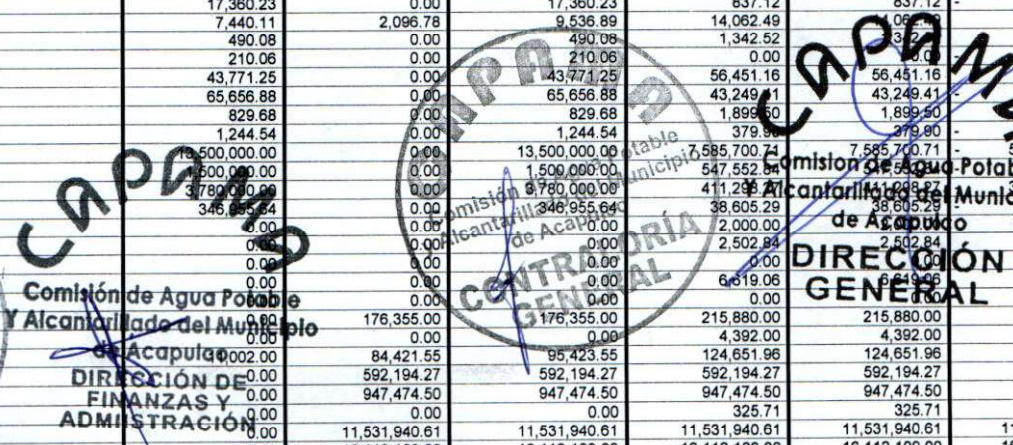 17,360.23 0.00 17,360.23 837.12 837.12 -
7,440.11 2,096.78 9,536.89 14,062.49
490.08 0.00 490.08 1,342.52
210.06 0.00 210.06 0.00
43,771.25 0.00 43,771.25 56,451.16 56,451.16
65,656.88 0.00 65,656.88 43,249.41 43,249.41 -
829.68 0.00 829.68 1,899.50 1,899.50
1,244.54 0.00 1,244.54 379.90 379.90 -
13,500,000.00 0.00 13,500,000.00 7,585,700.71 7,585,700.71
1,500,000.00 0.00 1,500,000.00 547,552.84
3,780,000.00 0.00 3,780,000.00
346,955.64 0.00 346,955.64 38,605.29 38,605.29
0.00 0.00 0.00 2,000.00
0.00 0.00 0.00 2,502.84 2,502.84
0.00 0.00 0.00 0.00
0.00 0.00 0.00 6,619.06 6,619.06
0.00 0.00 0.00
176,355.00 176,355.00 215,880.00 215,880.00
0.00 0.00 4,392.00 4,392.00
11,002.00 84,421.55 95,423.55 124,651.96 124,651.96
0.00 592,194.27 592,194.27 592,194.27 592,194.27
0.00 947,474.50 947,474.50 947,474.50 947,474.50
0.00 0.00 0.00 325.71 325.71
0.00 11,531,940.61 11,531,940.61 11,531,940.61 11,531,940.61 11
CAPAMA
Comisión de Agua Potable
Y Alcantarillado del Municipio
de Acapulco
DIRECCIÓN DE
FINANZAS Y
ADMIISTRACIÓN
CAPAMA
Comisión de Agua Potable
Alcantarillado del Municipio
de Acapulco
CONTRALORÍA
GENERAL
CAPAMA
Comision de Agua Potab
Y Alcantarillado del Munic
de Acapulco
DIRECCIÓN
GENERAL